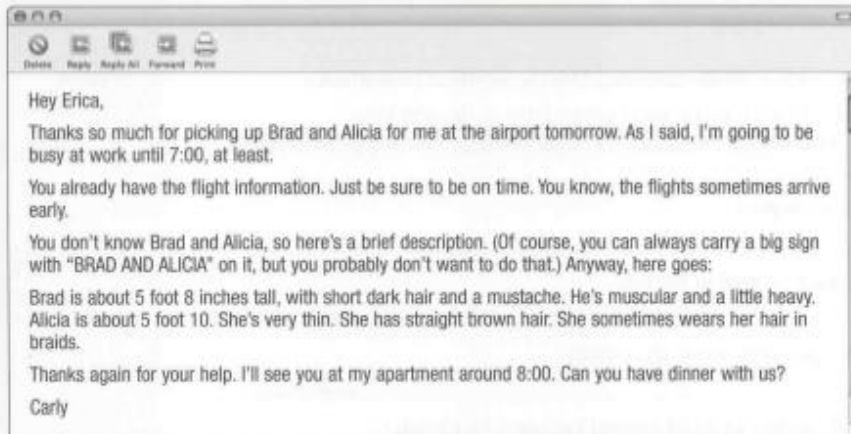 Delete Reply Reply All Forward Print
Hey Erica,
Thanks so much for picking up Brad and Alicia for me at the airport tomorrow. As I said, I'm going to be
busy at work until 7:00, at least.
You already have the flight information. Just be sure to be on time. You know, the flights sometimes arrive
early.
You don't know Brad and Alicia, so here's a brief description. (Of course, you can always carry a big sign
with “BRAD AND ALICIA” on it, but you probably don't want to do that.) Anyway, here goes:
Brad is about 5 foot 8 inches tall, with short dark hair and a mustache. He's muscular and a little heavy.
Alicia is about 5 foot 10. She's very thin. She has straight brown hair. She sometimes wears her hair in
braids.
Thanks again for your help. I'll see you at my apartment around 8:00. Can you have dinner with us?
Carly